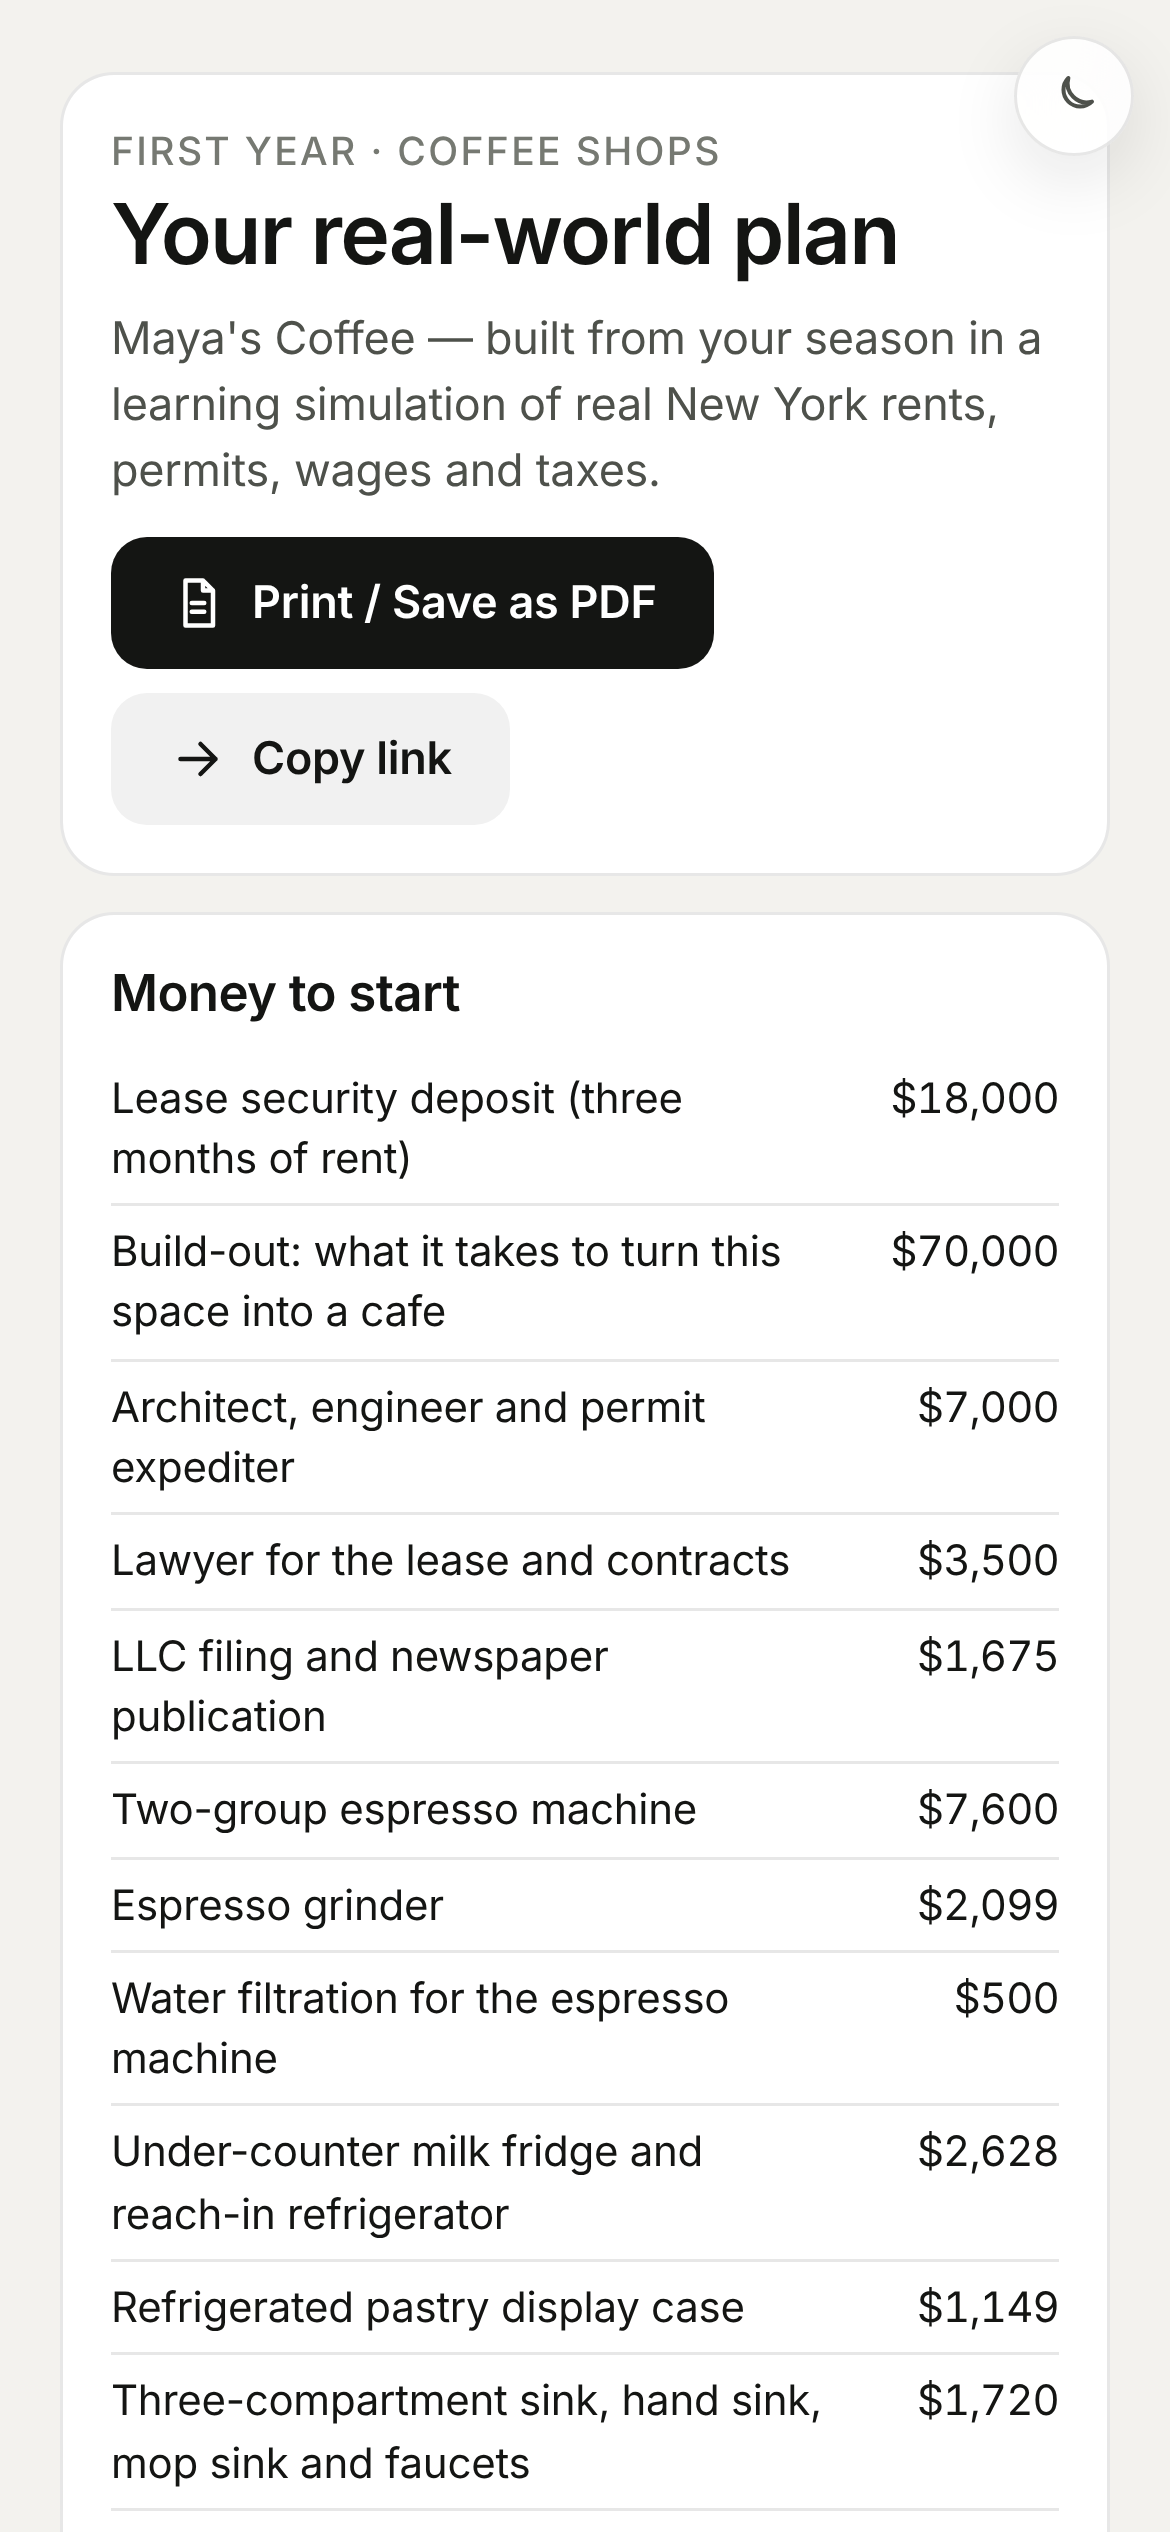 FIRST YEAR · COFFEE SHOPS
Your real-world plan
Maya's Coffee — built from your season in a
learning simulation of real New York rents,
permits, wages and taxes.
Print / Save as PDF
Copy link
Money to start
Lease security deposit (three $18,000
months of rent)
Build-out: what it takes to turn this $70,000
space into a cafe
Architect, engineer and permit $7,000
expediter
Lawyer for the lease and contracts $3,500
LLC filing and newspaper $1,675
publication
Two-group espresso machine $7,600
Espresso grinder $2,099
Water filtration for the espresso $500
machine
Under-counter milk fridge and $2,628
reach-in refrigerator
Refrigerated pastry display case $1,149
Three-compartment sink, hand sink, $1,720
mop sink and faucets